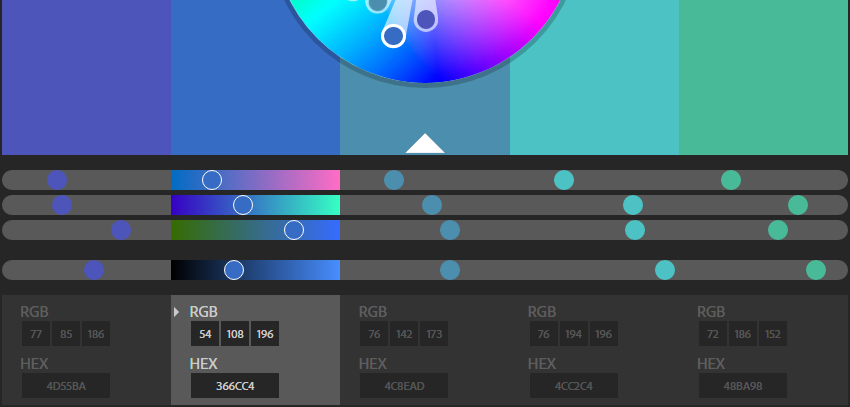 RGB RGB RGB RGB RGB
77 85 186 54 108 196 76 142 173 76 194 196 72 186 152
HEX HEX HEX HEX HEX
4D55BA 366CC4 4C8EAD 4CC2C4 48BA98